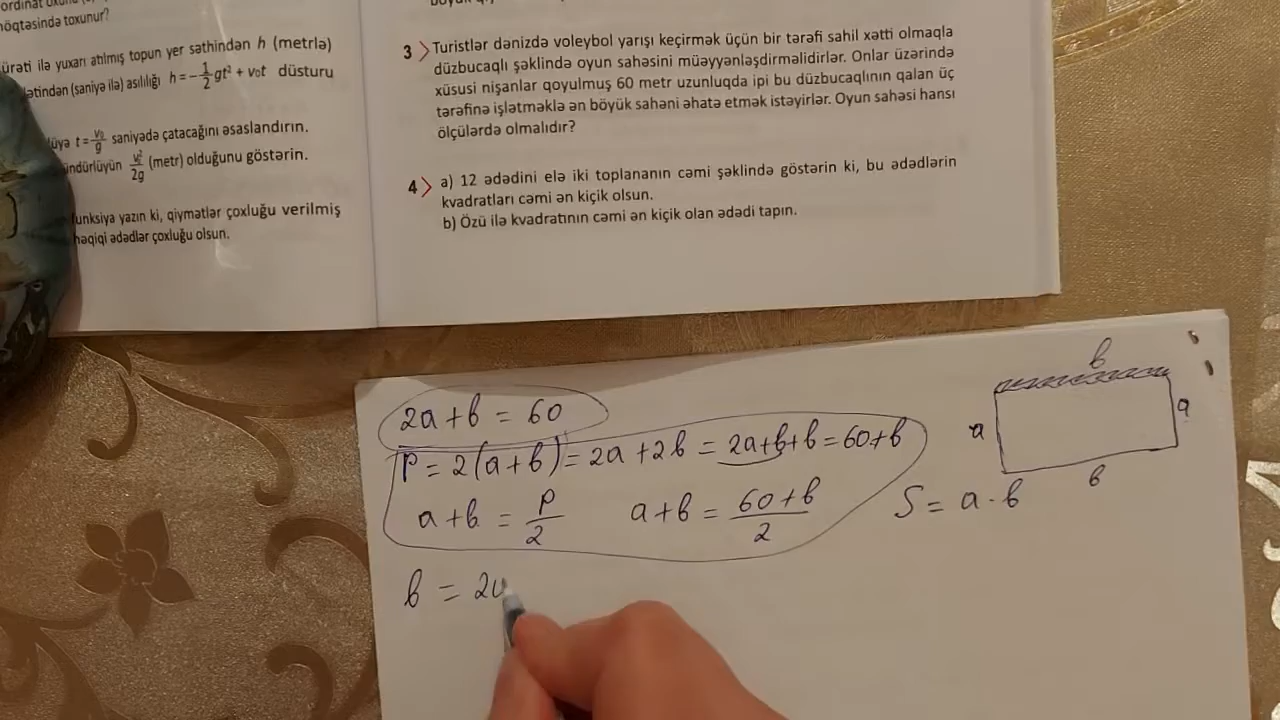 nöqtəsində toxunur?
ilə yuxarı atılmış topun yer səthindən h (metrlə)
(saniyə ilə) asılılığı h = -1/2 gt² + v₀t düsturu
t = v₀/g saniyədə çatacağını əsaslandırın.
v₀²/2g (metr) olduğunu göstərin.
funksiya yazın ki, qiymətlər çoxluğu verilmiş
həqiqi ədədlər çoxluğu olsun.
3 > Turistlər dənizdə voleybol yarışı keçirmək üçün bir tərəfi sahil xətti olmaqla
düzbucaqlı şəklində oyun sahəsini müəyyənləşdirməlidirlər. Onlar üzərində
xüsusi nişanlar qoyulmuş 60 metr uzunluqda ipi bu düzbucaqlının qalan üç
tərəfinə işlətməklə ən böyük sahəni əhatə etmək istəyirlər. Oyun sahəsi hansı
ölçülərdə olmalıdır?
4 > a) 12 ədədini elə iki toplananın cəmi şəklində göstərin ki, bu ədədlərin
kvadratları cəmi ən kiçik olsun.
b) Özü ilə kvadratının cəmi ən kiçik olan ədədi tapın.
2a + b = 60
P = 2(a+b) = 2a + 2b = 2a+b+b = 60+b
a+b = P/2 a+b = (60+b)/2
b =
b
a
a
b
S = a · b